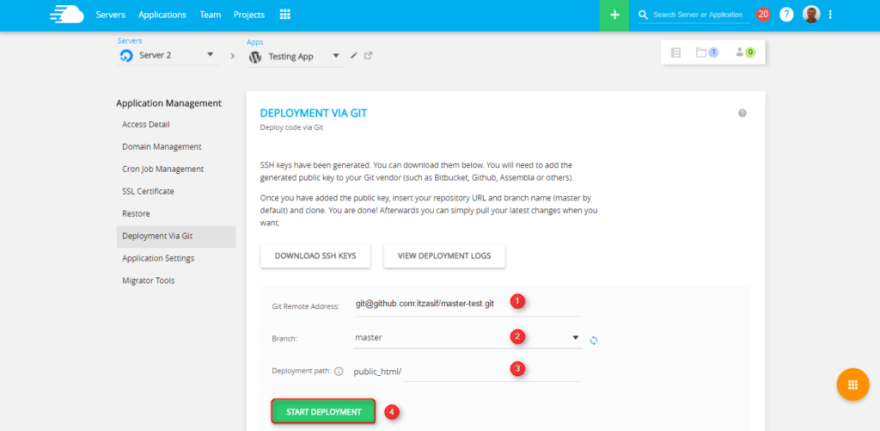 Servers Applications Team Projects
+ Search Server or Application 20 ?
Servers
Server 2
Apps
Testing App
1 0
Application Management
Access Detail
Domain Management
Cron Job Management
SSL Certificate
Restore
Deployment Via Git
Application Settings
Migrator Tools
DEPLOYMENT VIA GIT
?
Deploy code via Git
SSH keys have been generated. You can download them below. You will need to add the
generated public key to your Git vendor (such as Bitbucket, Github, Assembla or others).
Once you have added the public key, insert your repository URL and branch name (master by
default) and clone. You are done! Afterwards you can simply pull your latest changes when you
want.
DOWNLOAD SSH KEYS VIEW DEPLOYMENT LOGS
Git Remote Address: git@github.com:itzasif/master-test.git 1
Branch: master 2
Deployment path: public_html/ 3
START DEPLOYMENT 4